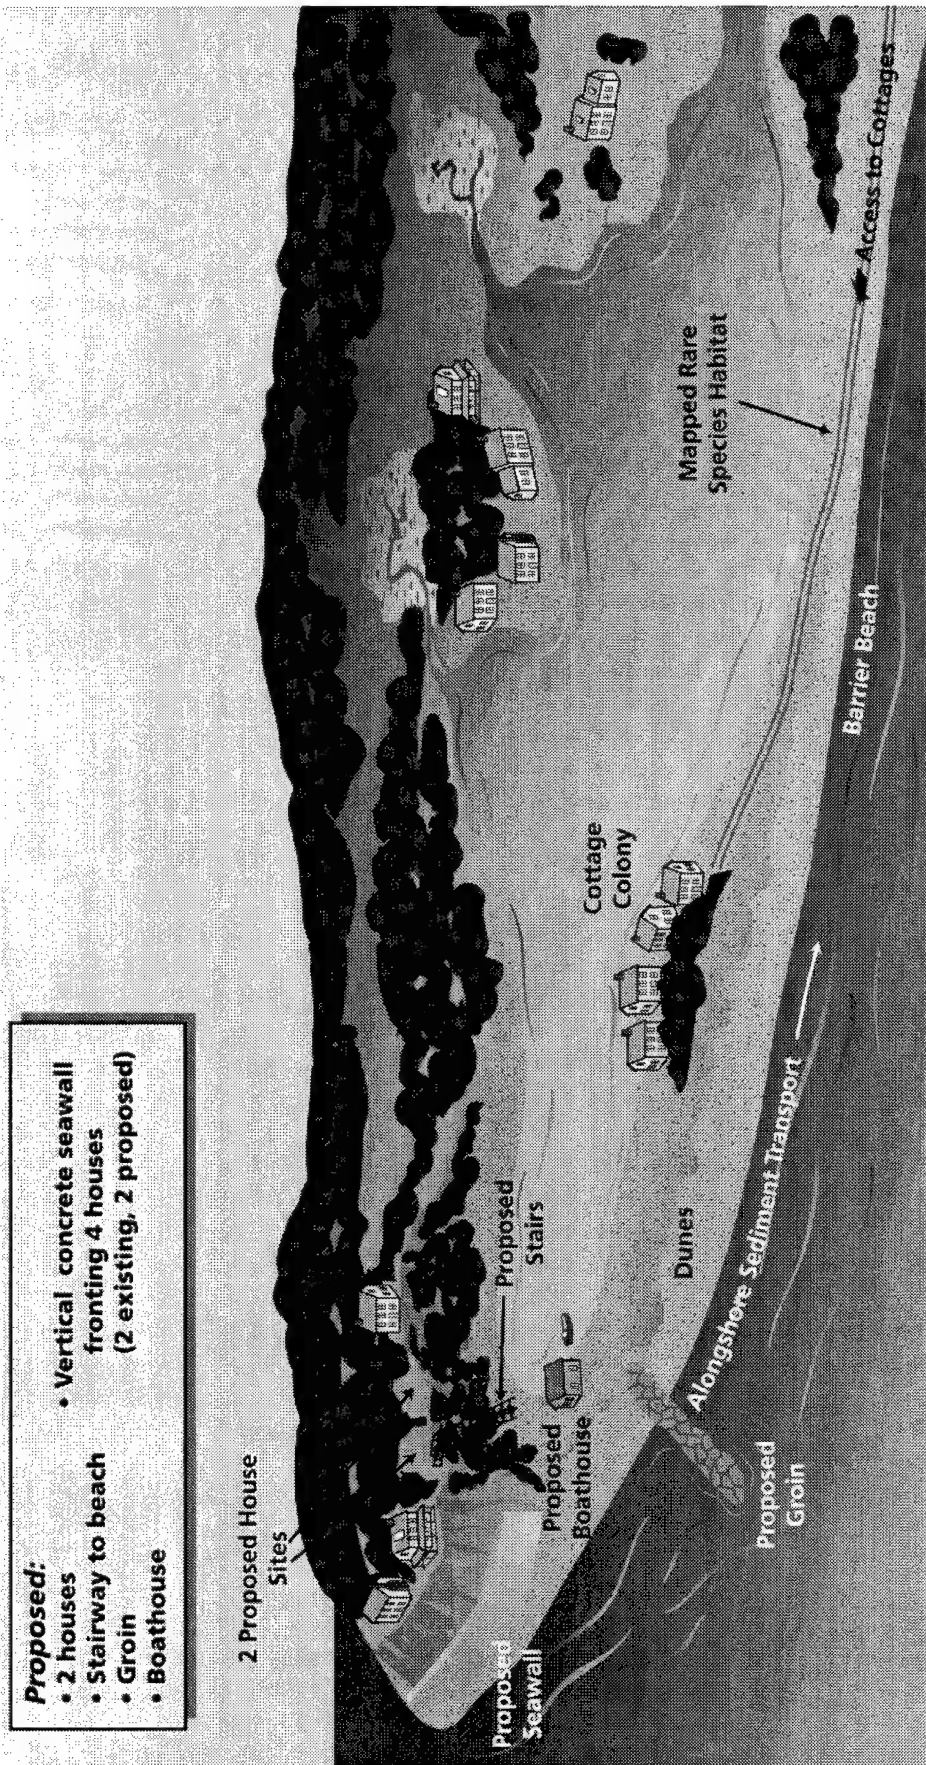 Proposed:
• 2 houses
• Stairway to beach
• Groin
• Boathouse
• Vertical concrete seawall
fronting 4 houses
(2 existing, 2 proposed)
2 Proposed House
Sites
Proposed
Stairs
Proposed
Boathouse
Proposed
Seawall
Proposed
Groin
Dunes
Alongshore Sediment Transport
Cottage
Colony
Barrier Beach
Mapped Rare
Species Habitat
Access to Cottages